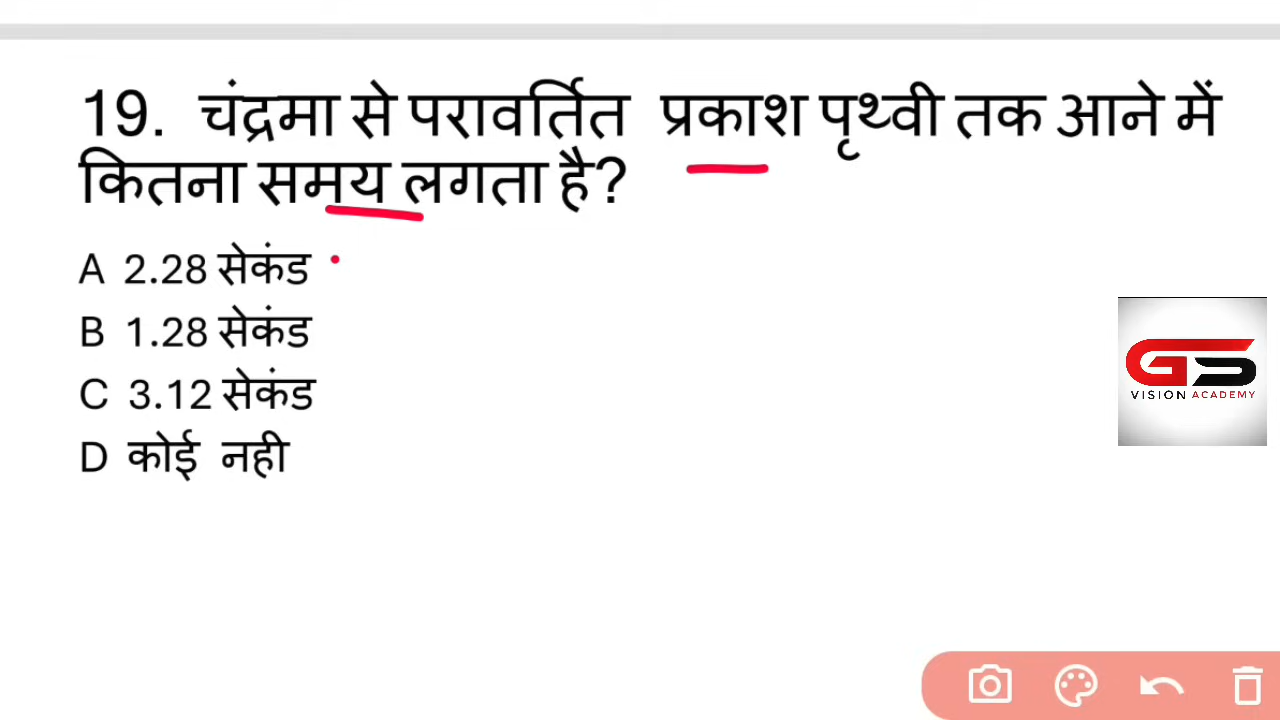 19. चंद्रमा से परावर्तित प्रकाश पृथ्वी तक आने में
कितना समय लगता है?
A 2.28 सेकंड
B 1.28 सेकंड
C 3.12 सेकंड
D कोई नही
GS
VISION ACADEMY